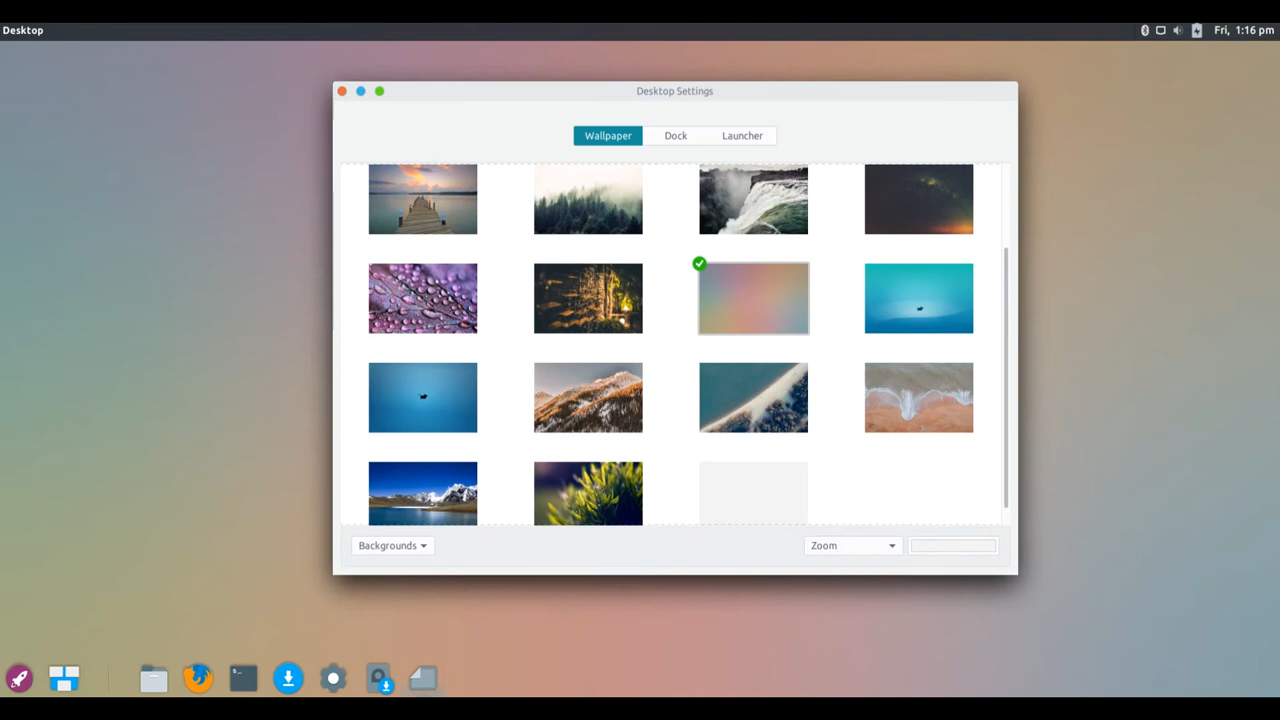 Desktop
Fri, 1:16 pm
Desktop Settings
Wallpaper
Dock
Launcher
Backgrounds
Zoom